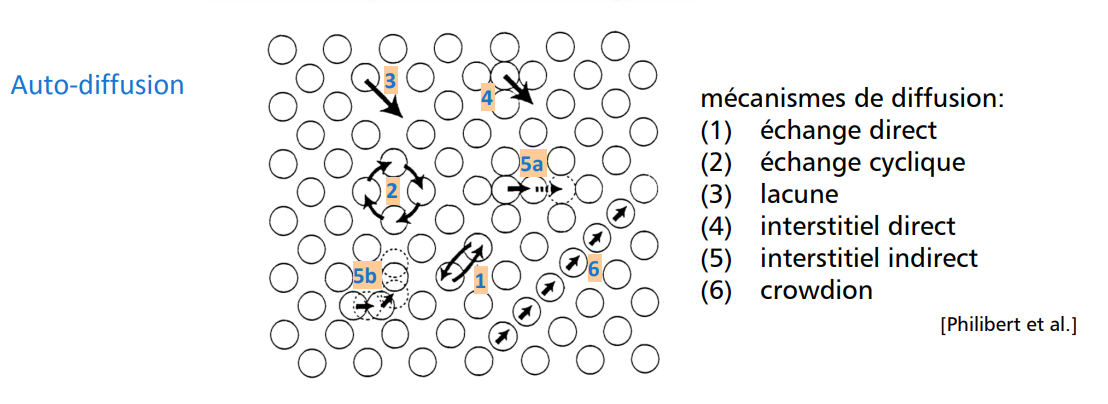 Auto-diffusion
3
4
5a
2
5b
1
6
mécanismes de diffusion:
(1) échange direct
(2) échange cyclique
(3) lacune
(4) interstitiel direct
(5) interstitiel indirect
(6) crowdion
[Philibert et al.]